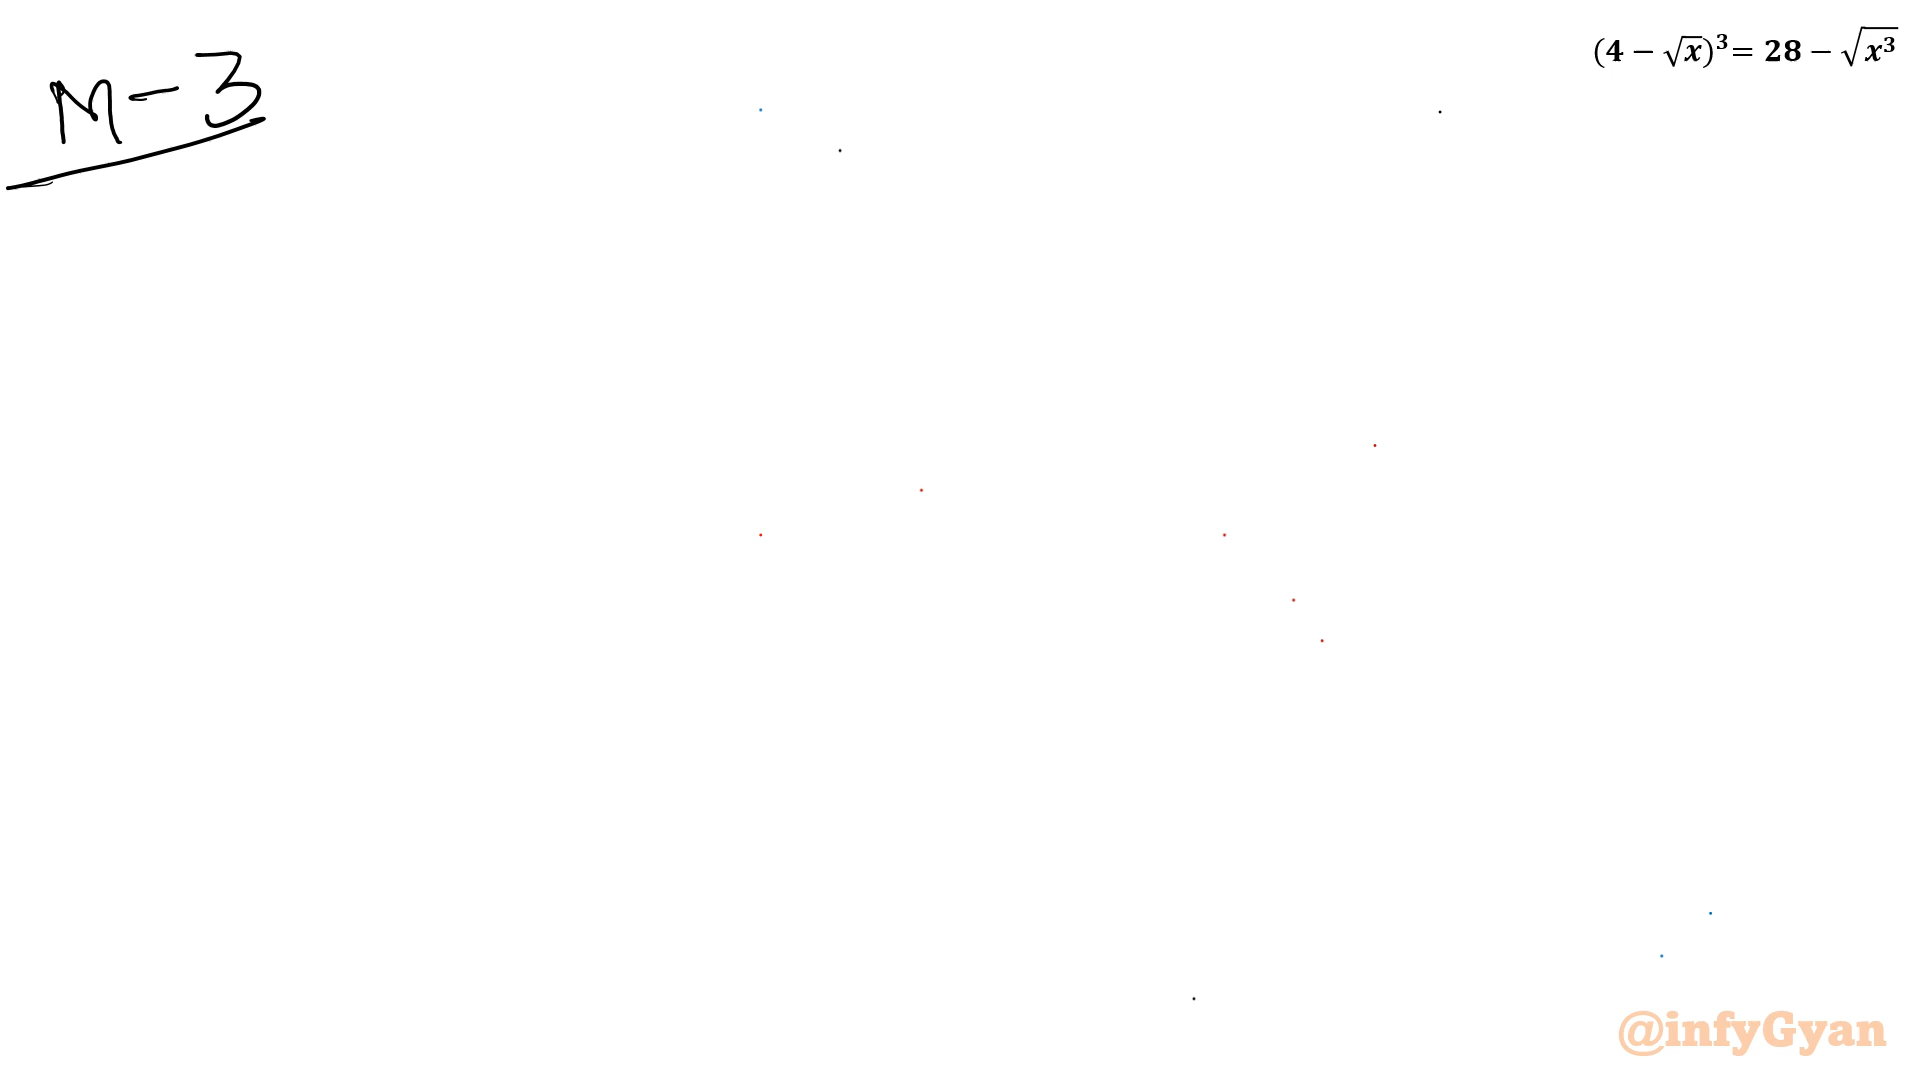 M-3
(4 − √x)³ = 28 − √x³
@infyGyan